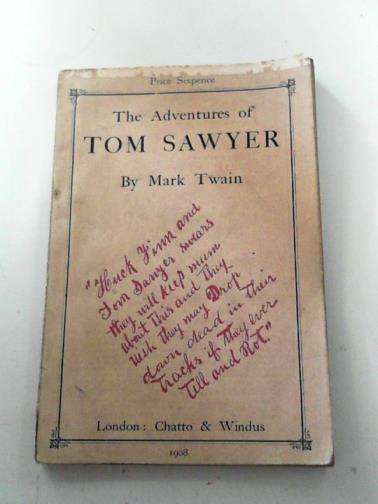 Price Sixpence
The Adventures of
TOM SAWYER
By Mark Twain
"Huck Finn and
Tom Sawyer swears
they will keep mum
about this and they
wish they may Drop
down dead in their
tracks if They ever
Tell and Rot."
London: Chatto & Windus
1908